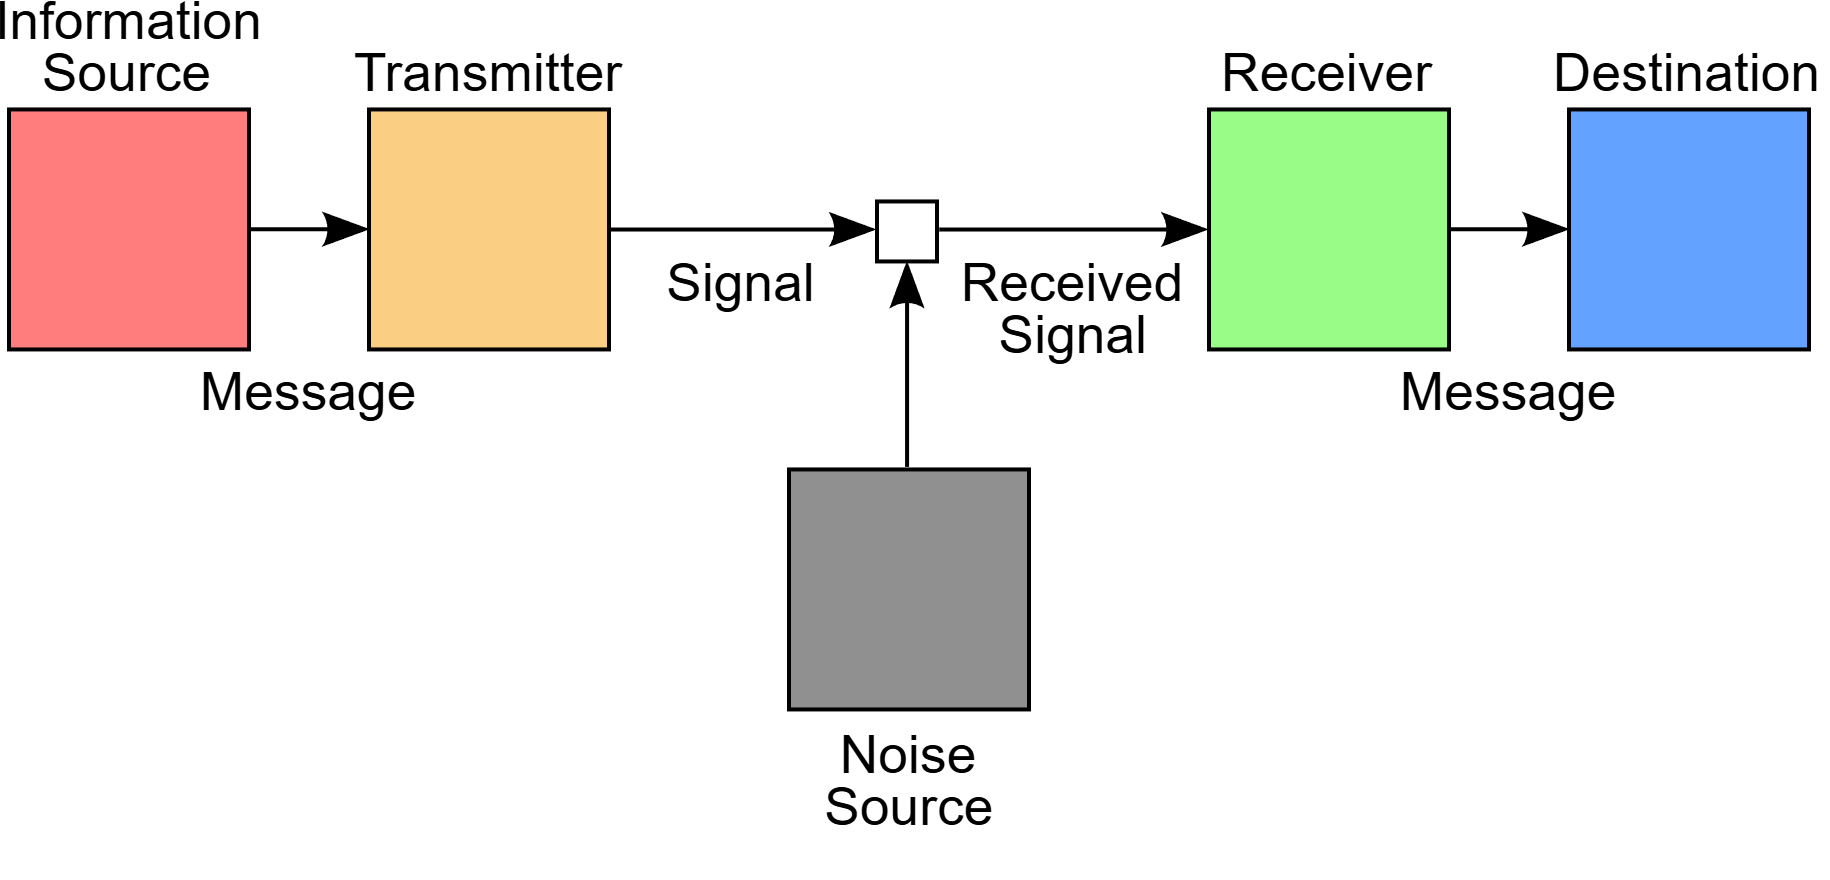 Information
Source
Transmitter
Receiver
Destination
Signal
Received
Signal
Message
Message
Noise
Source